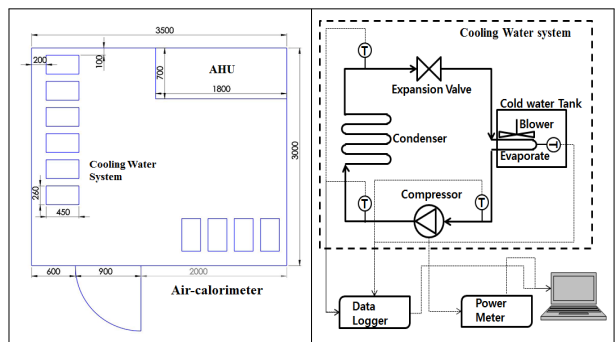 3500
200
100
700
AHU
1800
3000
Cooling Water
System
260
450
600
900
2000
Air-calorimeter
Cooling Water system
T
Expansion Valve
Cold water Tank
Blower
Condenser
T
Evaporate
Compressor
T
T
Data
Logger
Power
Meter